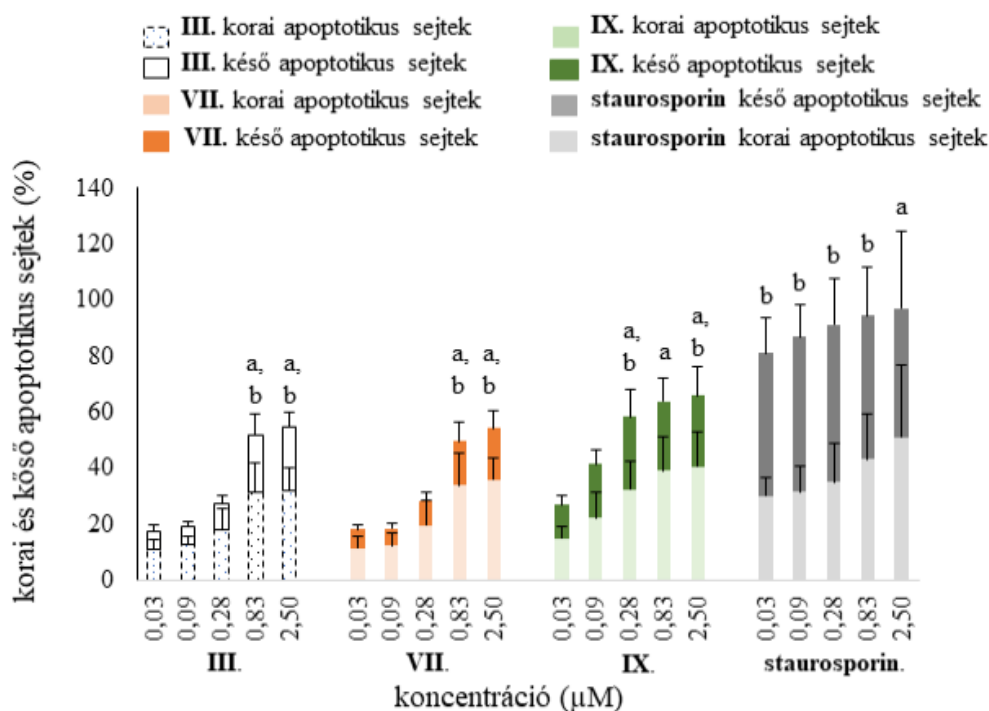 III. korai apoptotikus sejtek
III. késő apoptotikus sejtek
VII. korai apoptotikus sejtek
VII. késő apoptotikus sejtek
IX. korai apoptotikus sejtek
IX. késő apoptotikus sejtek
staurosporin késő apoptotikus sejtek
staurosporin korai apoptotikus sejtek
korai és kőső apoptotikus sejtek (%)
140
120
100
80
60
40
20
0
a,
b
a,
b
a,
b
a,
b
a,
b
a
a,
b
b
b
b
b
a
0,03
0,09
0,28
0,83
2,50
0,03
0,09
0,28
0,83
2,50
0,03
0,09
0,28
0,83
2,50
0,03
0,09
0,28
0,83
2,50
III. VII. IX. staurosporin.
koncentráció (µM)